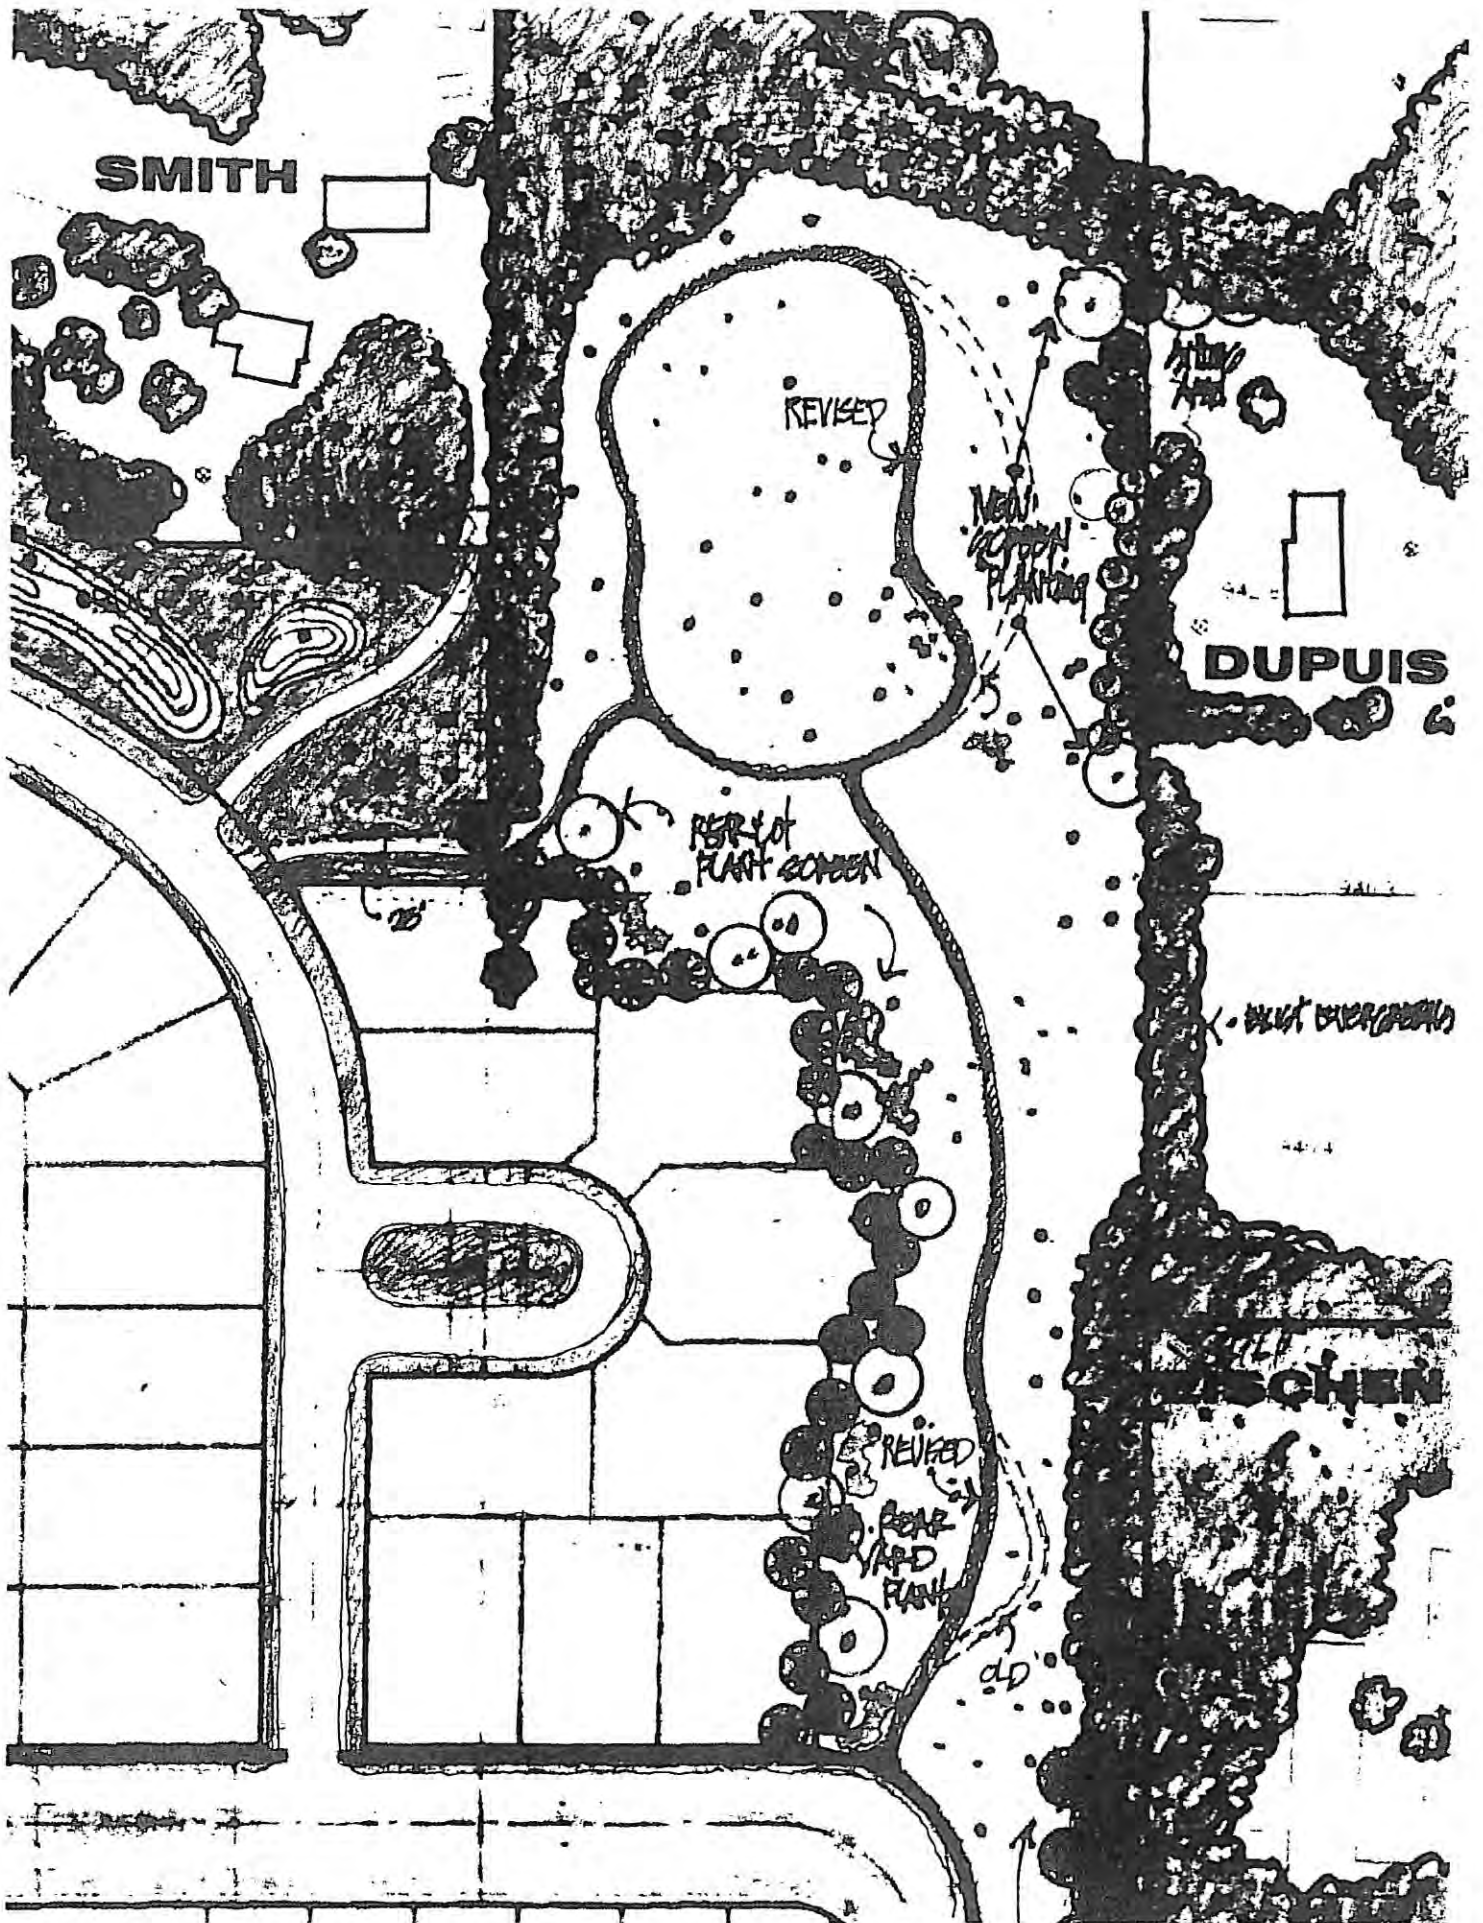 SMITH
REVISED
NEW
SCREEN
PLANTING
DUPUIS
OLD
REAR LOT
PLANT SCREEN
25'
EXIST EVERGREENS
SCHEN
REVISED
REAR
YARD
PLANT
OLD